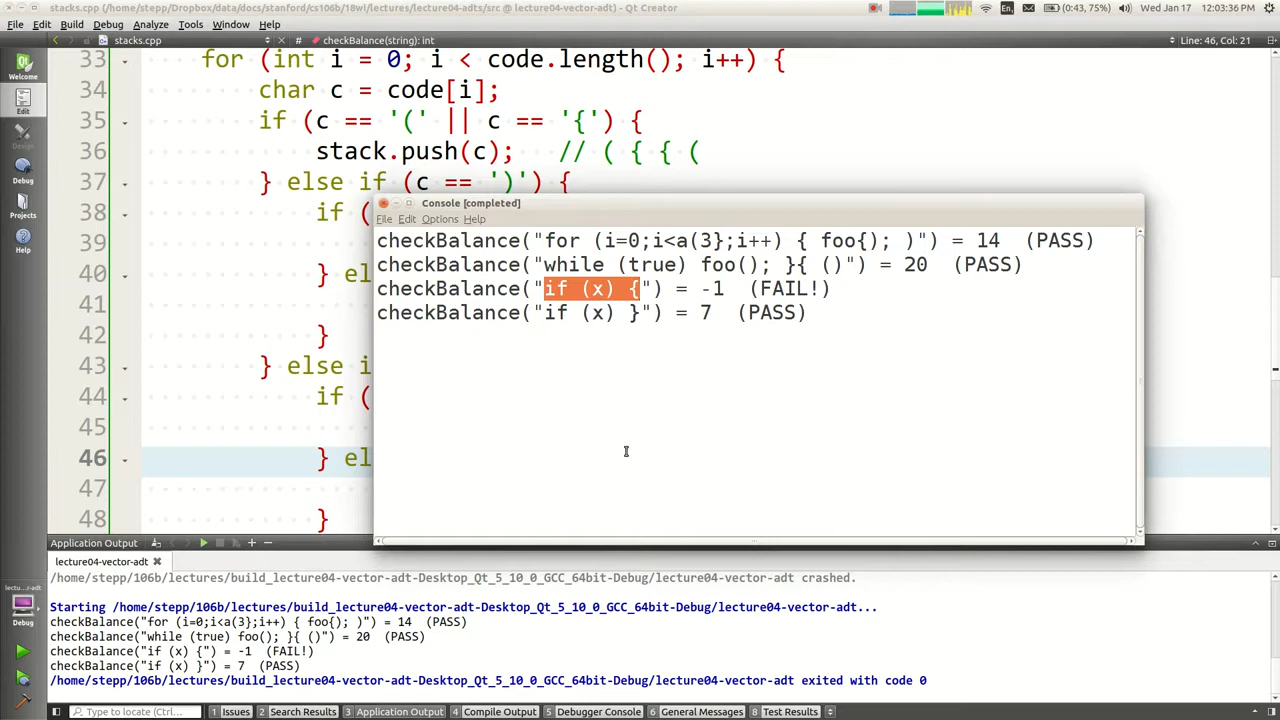 stacks.cpp (/home/stepp/Dropbox/data/docs/stanford/cs106b/18wi/lectures/lecture04-adts/src @ lecture04-vector-adt) - Qt Creator
En (0:43, 75%) Wed Jan 17 12:03:36 PM
File Edit Build Debug Analyze Tools Window Help
stacks.cpp # checkBalance(string): int Line: 46, Col: 21
Welcome
Edit
Design
Debug
Projects
Help
33 for (int i = 0; i < code.length(); i++) {
34 char c = code[i];
35 if (c == '(' || c == '{') {
36 stack.push(c); // ( { { (
37 } else if (c == ')') {
38 if (
39
40 } el
41
42 }
43 } else i
44 if (
45
46 } el
47
48 }
Console [completed]
File Edit Options Help
checkBalance("for (i=0;i<a(3};i++) { foo{); )") = 14 (PASS)
checkBalance("while (true) foo(); }{ ()") = 20 (PASS)
checkBalance("if (x) {") = -1 (FAIL!)
checkBalance("if (x) }") = 7 (PASS)
Application Output
lecture04-vector-adt
/home/stepp/106b/lectures/build_lecture04-vector-adt-Desktop_Qt_5_10_0_GCC_64bit-Debug/lecture04-vector-adt crashed.
Starting /home/stepp/106b/lectures/build_lecture04-vector-adt-Desktop_Qt_5_10_0_GCC_64bit-Debug/lecture04-vector-adt...
checkBalance("for (i=0;i<a(3};i++) { foo{); )") = 14 (PASS)
checkBalance("while (true) foo(); }{ ()") = 20 (PASS)
checkBalance("if (x) {") = -1 (FAIL!)
checkBalance("if (x) }") = 7 (PASS)
/home/stepp/106b/lectures/build_lecture04-vector-adt-Desktop_Qt_5_10_0_GCC_64bit-Debug/lecture04-vector-adt exited with code 0
lectu...r-adt
Debug
Type to locate (Ctrl... 1 Issues 2 Search Results 3 Application Output 4 Compile Output 5 Debugger Console 6 General Messages 8 Test Results